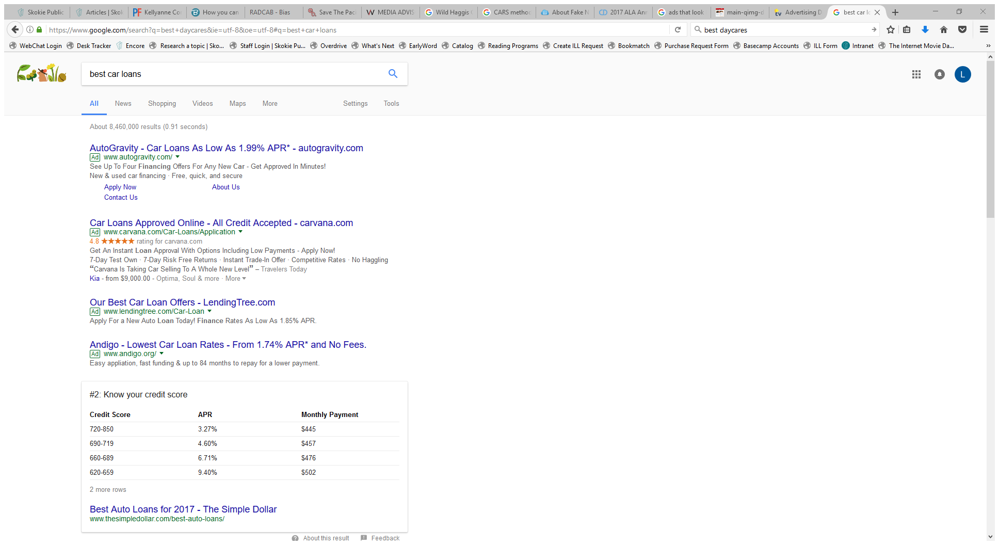 Skokie Public
Articles | Skok
Kellyanne Con
How you can
RADCAB - Bias
Save The Paci
MEDIA ADVIS
Wild Haggis
CARS method
About Fake N
2017 ALA Ann
ads that look
main-qimg-d
Advertising D
best car lo
https://www.google.com/search?q=best+daycares&ie=utf-8&oe=utf-8#q=best+car+loans
best daycares
WebChat Login Desk Tracker Encore Research a topic | Sko... Staff Login | Skokie Pu... Overdrive What's Next EarlyWord Catalog Reading Programs Create ILL Request Bookmatch Purchase Request Form Basecamp Accounts ILL Form Intranet The Internet Movie Da... »
best car loans
L
All News Shopping Videos Maps More Settings Tools
About 8,460,000 results (0.91 seconds)
AutoGravity - Car Loans As Low As 1.99% APR* - autogravity.com
Ad www.autogravity.com/
See Up To Four Financing Offers For Any New Car - Get Approved In Minutes!
New & used car financing · Free, quick, and secure
Apply Now About Us
Contact Us
Car Loans Approved Online - All Credit Accepted - carvana.com
Ad www.carvana.com/Car-Loans/Application
4.8 ★★★★★ rating for carvana.com
Get An Instant Loan Approval With Options Including Low Payments - Apply Now!
7-Day Test Own · 7-Day Risk Free Returns · Instant Trade-In Offer · Competitive Rates · No Haggling
“Carvana Is Taking Car Selling To A Whole New Level” – Travelers Today
Kia - from $9,000.00 - Optima, Soul & more · More
Our Best Car Loan Offers - LendingTree.com
Ad www.lendingtree.com/Car-Loan
Apply For a New Auto Loan Today! Finance Rates As Low As 1.85% APR.
Andigo - Lowest Car Loan Rates - From 1.74% APR* and No Fees.
Ad www.andigo.org/
Easy appliation, fast funding & up to 84 months to repay for a lower payment.
#2: Know your credit score
Credit Score APR Monthly Payment
720-850 3.27% $445
690-719 4.60% $457
660-689 6.71% $476
620-659 9.40% $502
2 more rows
Best Auto Loans for 2017 - The Simple Dollar
www.thesimpledollar.com/best-auto-loans/
About this result Feedback